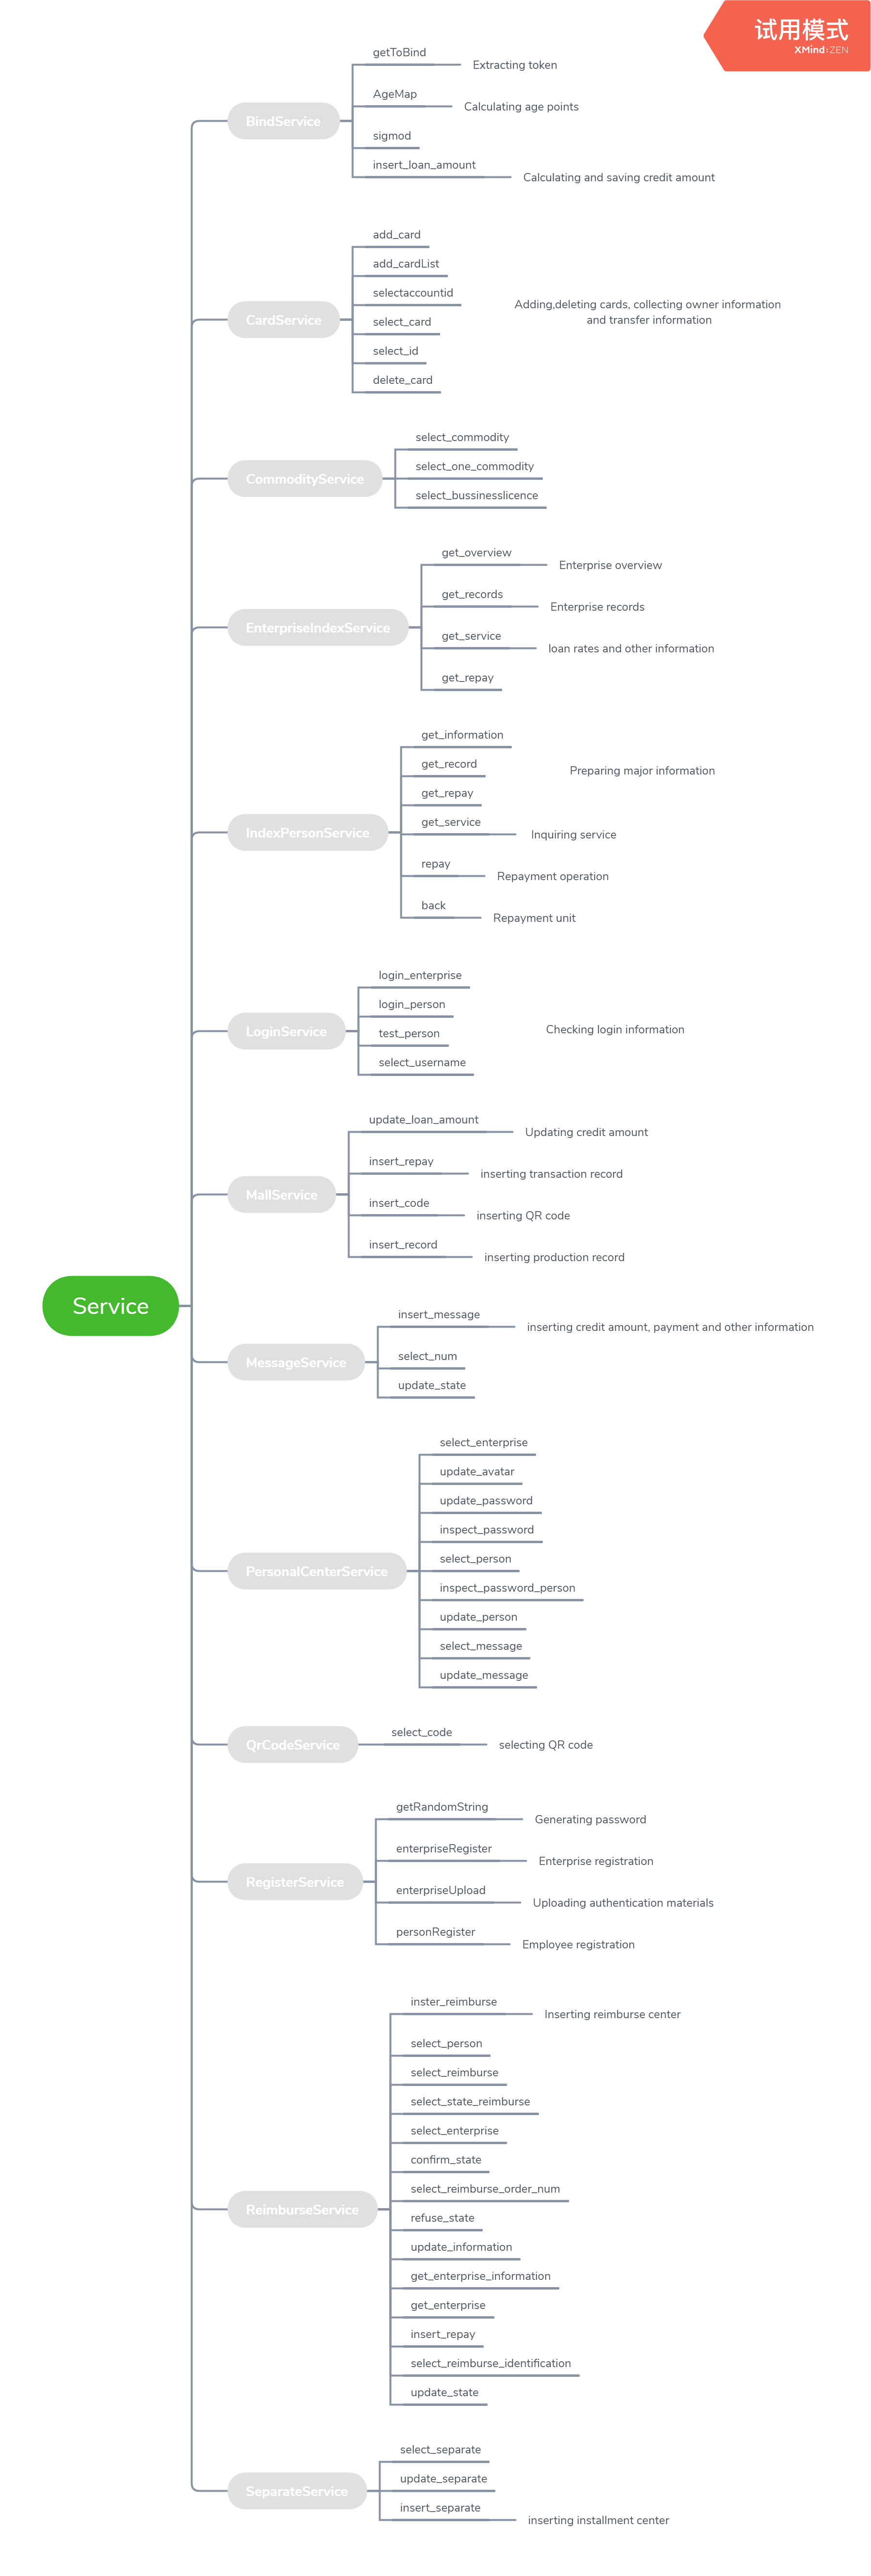 试用模式
XMind:ZEN
Service
BindService
getToBind
Extracting token
AgeMap
Calculating age points
sigmod
insert_loan_amount
Calculating and saving credit amount
CardService
add_card
add_cardList
selectaccountid
select_card
select_id
delete_card
Adding,deleting cards, collecting owner information
and transfer information
CommodityService
select_commodity
select_one_commodity
select_bussinesslicence
EnterpriseIndexService
get_overview
Enterprise overview
get_records
Enterprise records
get_service
loan rates and other information
get_repay
IndexPersonService
get_information
get_record
get_repay
Preparing major information
get_service
Inquiring service
repay
Repayment operation
back
Repayment unit
LoginService
login_enterprise
login_person
test_person
select_username
Checking login information
MallService
update_loan_amount
Updating credit amount
insert_repay
inserting transaction record
insert_code
inserting QR code
insert_record
inserting production record
MessageService
insert_message
inserting credit amount, payment and other information
select_num
update_state
PersonalCenterService
select_enterprise
update_avatar
update_password
inspect_password
select_person
inspect_password_person
update_person
select_message
update_message
QrCodeService
select_code
selecting QR code
RegisterService
getRandomString
Generating password
enterpriseRegister
Enterprise registration
enterpriseUpload
Uploading authentication materials
personRegister
Employee registration
ReimburseService
inster_reimburse
Inserting reimburse center
select_person
select_reimburse
select_state_reimburse
select_enterprise
confirm_state
select_reimburse_order_num
refuse_state
update_information
get_enterprise_information
get_enterprise
insert_repay
select_reimburse_identification
update_state
SeparateService
select_separate
update_separate
insert_separate
inserting installment center